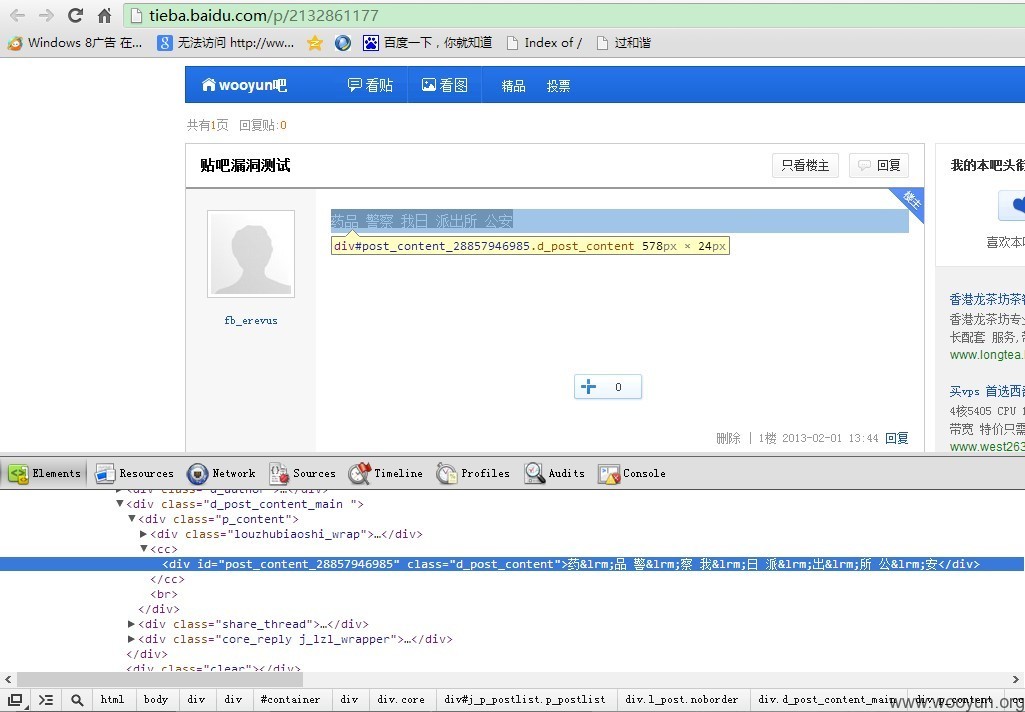 tieba.baidu.com/p/2132861177
Windows 8广告 在... 无法访问 http://ww... 百度一下，你就知道 Index of / 过和谐
wooyun吧 看贴 看图 精品 投票
共有1页 回复贴:0
贴吧漏洞测试 只看楼主 回复
楼主
药品 警察 我日 派出所 公安
div#post_content_28857946985.d_post_content 578px × 24px
fb_erevus
0
删除 | 1楼 2013-02-01 13:44 回复
我的本吧头衔
喜欢本
香港龙茶坊茶
香港龙茶坊专
长配套 服务,
www.longtea.
买vps 首选西
4核5405 CPU 1
带宽 特价只需
www.west263
Elements Resources Network Sources Timeline Profiles Audits Console
<div class="d_author">…</div>
▼<div class="d_post_content_main ">
▼<div class="p_content">
▶<div class="louzhubiaoshi_wrap">…</div>
▼<cc>
<div id="post_content_28857946985" class="d_post_content">药&lrm;品 警&lrm;察 我&lrm;日 派&lrm;出&lrm;所 公&lrm;安</div>
</cc>
<br>
</div>
▶<div class="share_thread">…</div>
▶<div class="core_reply j_lzl_wrapper">…</div>
</div>
<div class="clear"></div>
html body div div #container div div.core div#j_p_postlist.p_postlist div.l_post.noborder div.d_post_content_main div.p_content
www.wooyun.org